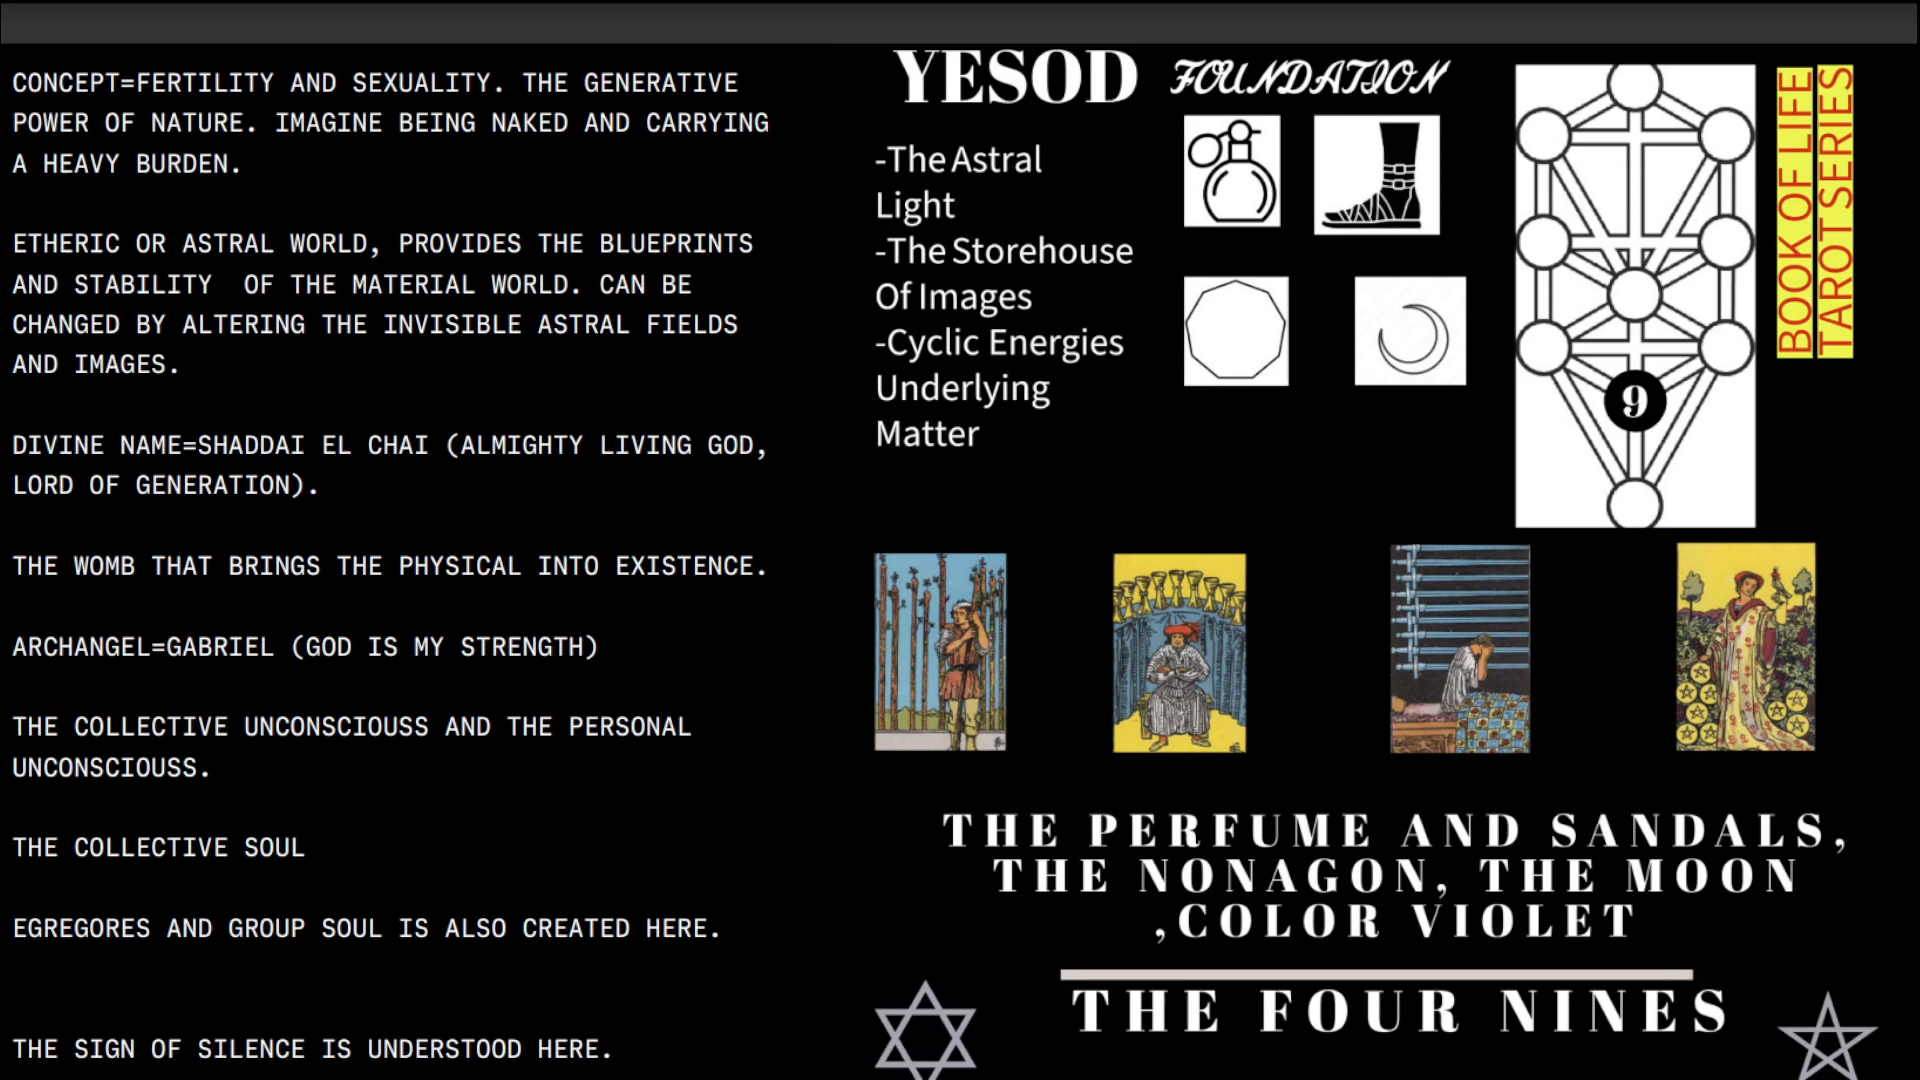 CONCEPT=FERTILITY AND SEXUALITY. THE GENERATIVE
POWER OF NATURE. IMAGINE BEING NAKED AND CARRYING
A HEAVY BURDEN.
ETHERIC OR ASTRAL WORLD, PROVIDES THE BLUEPRINTS
AND STABILITY  OF THE MATERIAL WORLD. CAN BE
CHANGED BY ALTERING THE INVISIBLE ASTRAL FIELDS
AND IMAGES.
DIVINE NAME=SHADDAI EL CHAI (ALMIGHTY LIVING GOD,
LORD OF GENERATION).
THE WOMB THAT BRINGS THE PHYSICAL INTO EXISTENCE.
ARCHANGEL=GABRIEL (GOD IS MY STRENGTH)
THE COLLECTIVE UNCONSCIOUSS AND THE PERSONAL
UNCONSCIOUSS.
THE COLLECTIVE SOUL
EGREGORES AND GROUP SOUL IS ALSO CREATED HERE.
THE SIGN OF SILENCE IS UNDERSTOOD HERE.
YESOD FOUNDATION
-The Astral
Light
-The Storehouse
Of Images
-Cyclic Energies
Underlying
Matter
9
BOOK OF LIFE
TAROT SERIES
THE PERFUME AND SANDALS,
THE NONAGON, THE MOON
,COLOR VIOLET
THE FOUR NINES